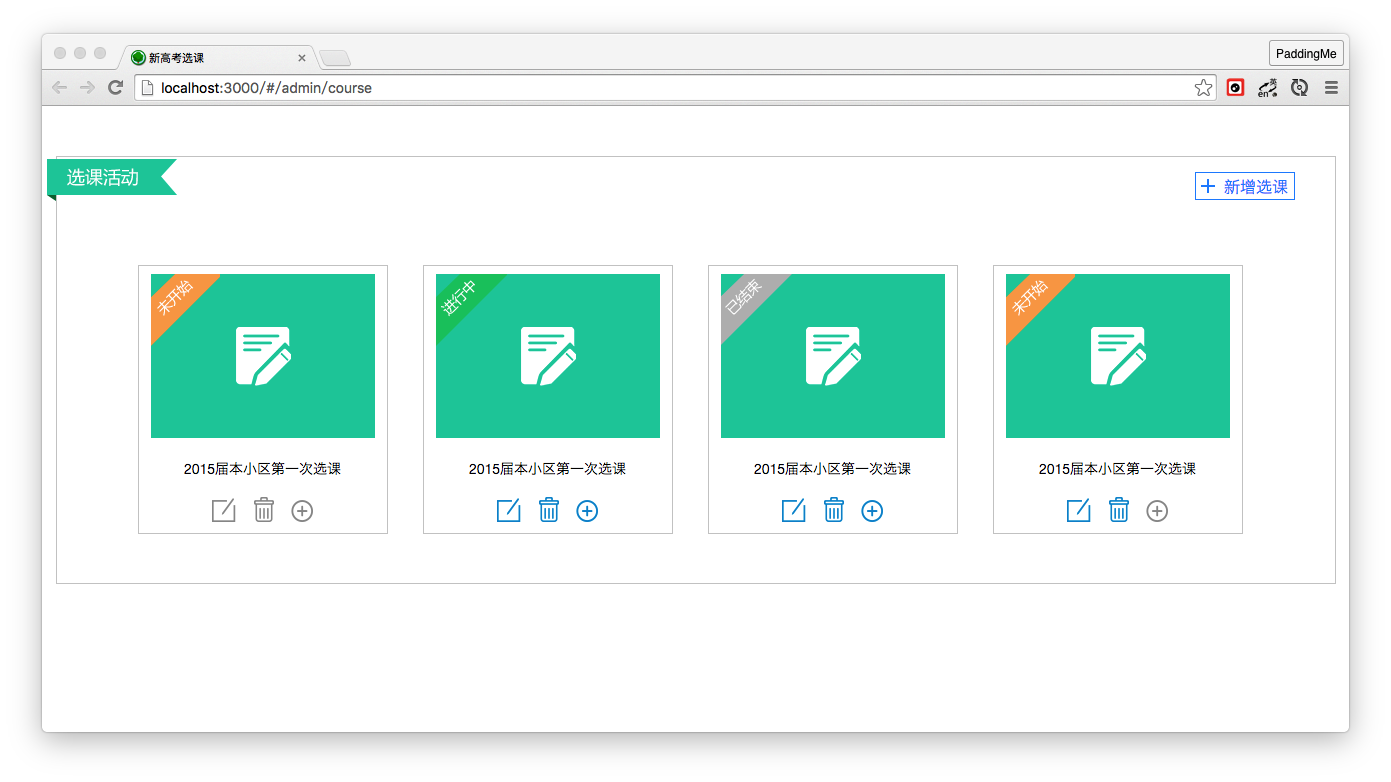 新高考选课
PaddingMe
localhost:3000/#/admin/course
英
en
选课活动
新增选课
未开始
进行中
已结束
未开始
2015届本小区第一次选课
2015届本小区第一次选课
2015届本小区第一次选课
2015届本小区第一次选课